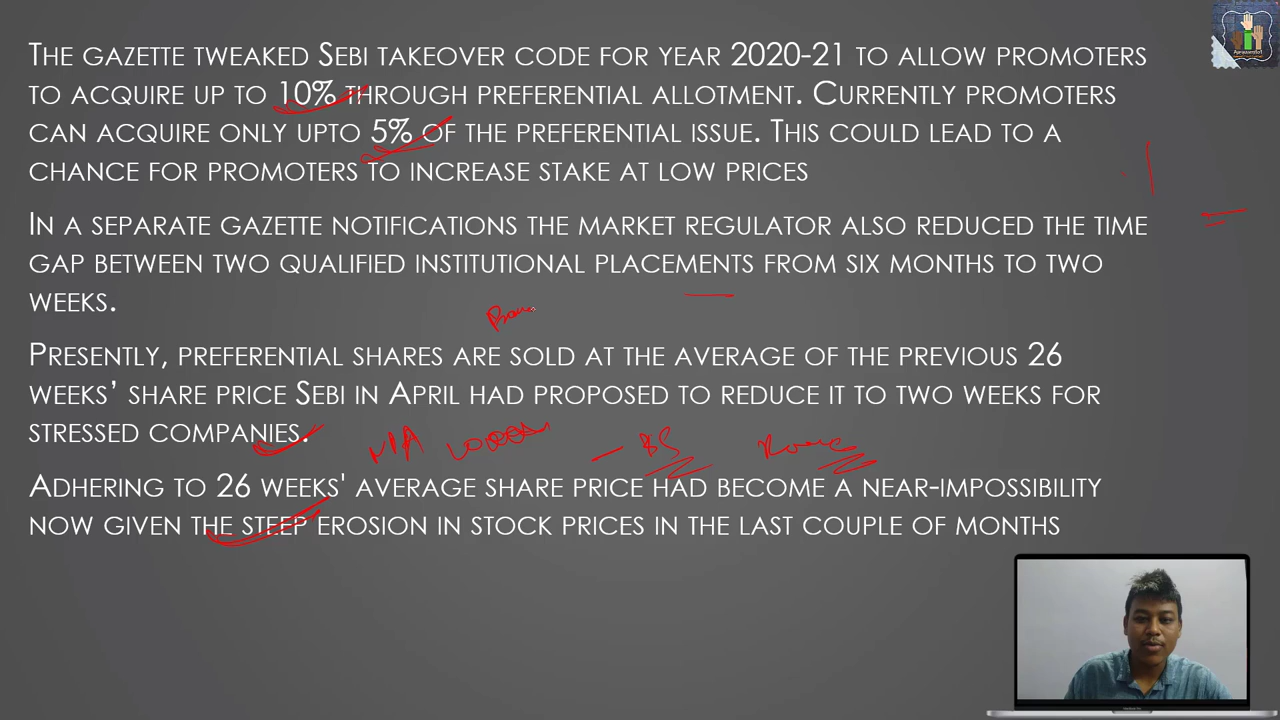 THE GAZETTE TWEAKED SEBI TAKEOVER CODE FOR YEAR 2020-21 TO ALLOW PROMOTERS
TO ACQUIRE UP TO 10% THROUGH PREFERENTIAL ALLOTMENT. CURRENTLY PROMOTERS
CAN ACQUIRE ONLY UPTO 5% OF THE PREFERENTIAL ISSUE. THIS COULD LEAD TO A
CHANCE FOR PROMOTERS TO INCREASE STAKE AT LOW PRICES
IN A SEPARATE GAZETTE NOTIFICATIONS THE MARKET REGULATOR ALSO REDUCED THE TIME
GAP BETWEEN TWO QUALIFIED INSTITUTIONAL PLACEMENTS FROM SIX MONTHS TO TWO
WEEKS.
PRESENTLY, PREFERENTIAL SHARES ARE SOLD AT THE AVERAGE OF THE PREVIOUS 26
WEEKS' SHARE PRICE SEBI IN APRIL HAD PROPOSED TO REDUCE IT TO TWO WEEKS FOR
STRESSED COMPANIES.
ADHERING TO 26 WEEKS' AVERAGE SHARE PRICE HAD BECOME A NEAR-IMPOSSIBILITY
NOW GIVEN THE STEEP EROSION IN STOCK PRICES IN THE LAST COUPLE OF MONTHS